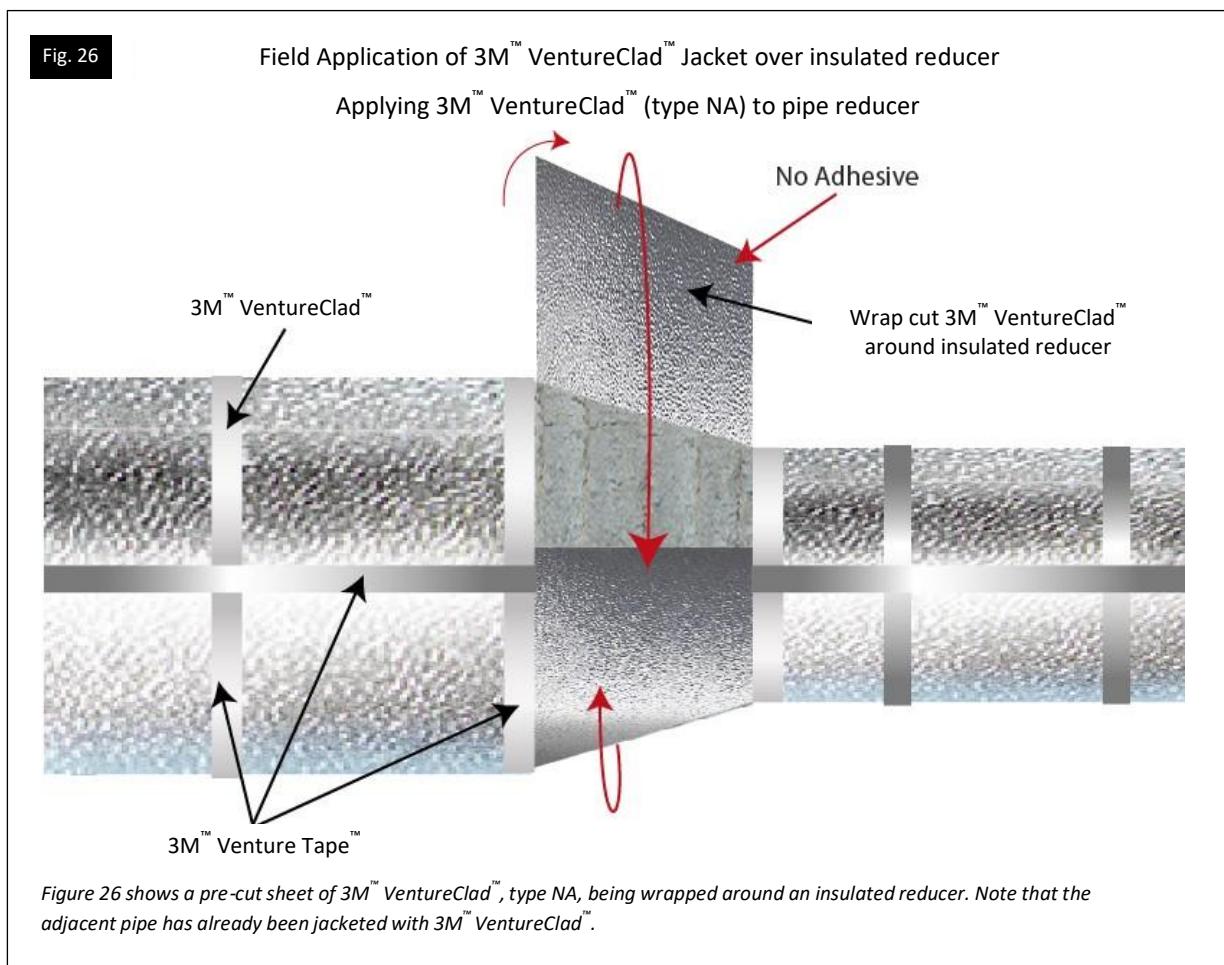 Fig. 26
Field Application of 3M™ VentureClad™ Jacket over insulated reducer
Applying 3M™ VentureClad™ (type NA) to pipe reducer
No Adhesive
3M™ VentureClad™
Wrap cut 3M™ VentureClad™
around insulated reducer
3M™ Venture Tape™
Figure 26 shows a pre-cut sheet of 3M™ VentureClad™, type NA, being wrapped around an insulated reducer. Note that the
adjacent pipe has already been jacketed with 3M™ VentureClad™.